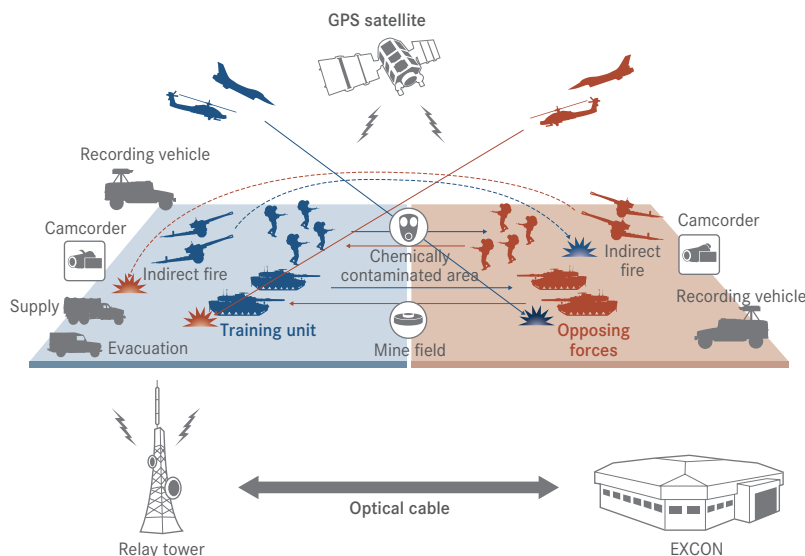 GPS satellite
Recording vehicle
Camcorder
Indirect fire
Supply
Evacuation
Training unit
Chemically
contaminated area
Mine field
Camcorder
Indirect
fire
Recording vehicle
Opposing
forces
Optical cable
Relay tower
EXCON